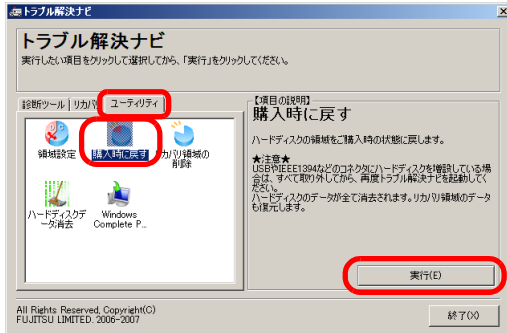 トラブル解決ナビ
トラブル解決ナビ
実行したい項目をクリックして選択してから、「実行」をクリックしてください。
診断ツール
リカバリ
ユーティリティ
領域設定
購入時に戻す
リカバリ領域の
削除
ハードディスクデ
ータ消去
Windows
Complete P...
【項目の説明】
購入時に戻す
ハードディスクの領域をご購入時の状態に戻します。
★注意★
USBやIEEE1394などのコネクタにハードディスクを増設している場
合は、すべて取り外してから、再度トラブル解決ナビを起動してく
ださい。
ハードディスクのデータが全て消去されます。リカバリ領域のデータ
も復元します。
実行(E)
All Rights Reserved, Copyright(C)
FUJITSU LIMITED. 2006-2007
終了(X)